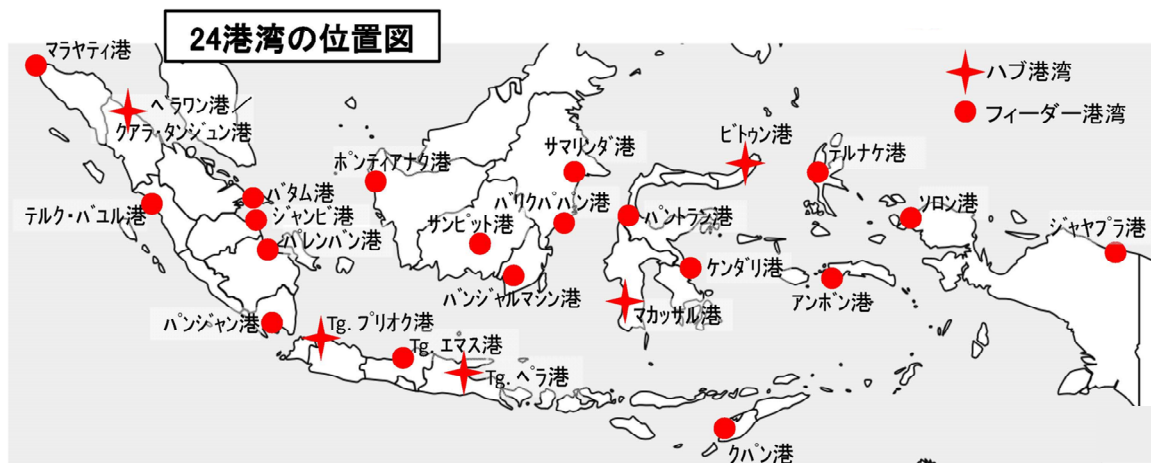 24港湾の位置図
マラヤティ港
ハブ港湾
ベラワン港／
クアラ・タンジュン港
フィーダー港湾
ビトゥン港
サマリンダ港
テルナケ港
ポンティアナタ港
バタム港
バリクパパン港
テルク・バユル港
ジャンビ港
サンピット港
パントラン港
ソロン港
ジャヤプラ港
パレンバン港
ケンダリ港
バンジャルマシン港
アンボン港
パンジャン港
Tg. プリオク港
マカッサル港
Tg. エマス港
Tg. ペラ港
クパン港